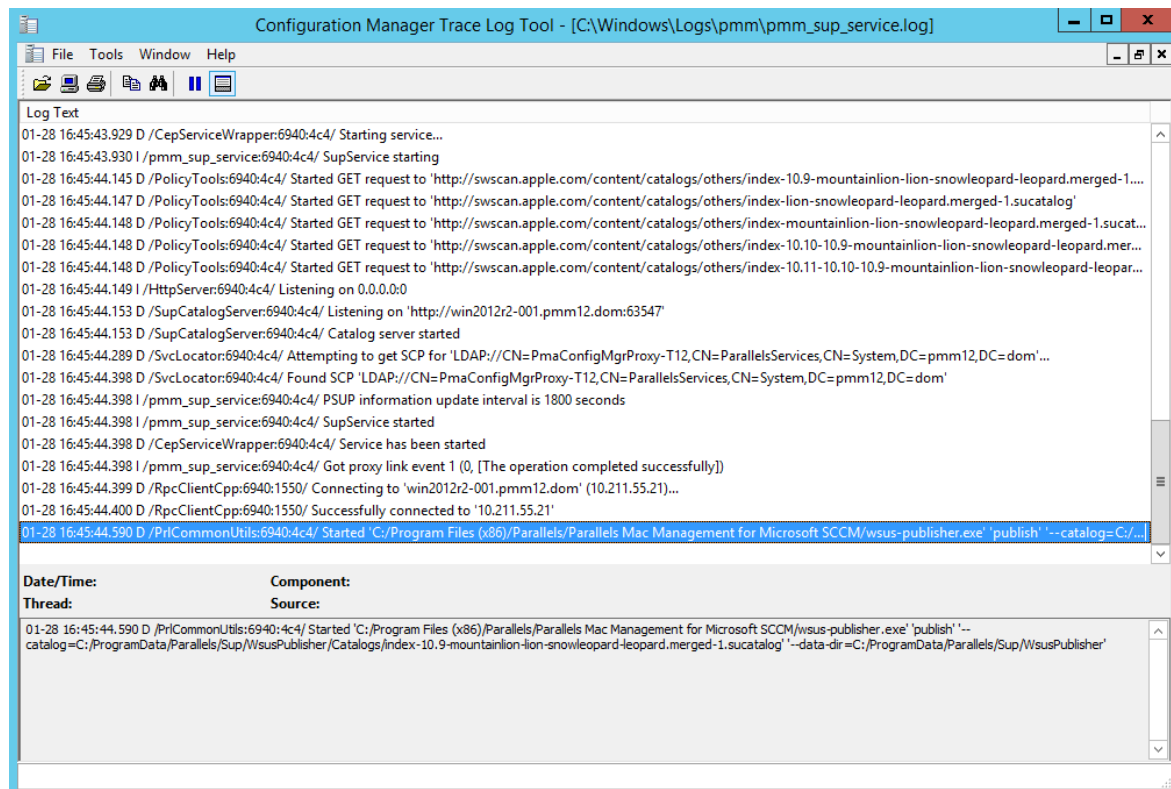 Configuration Manager Trace Log Tool - [C:\Windows\Logs\pmm\pmm_sup_service.log]
File Tools Window Help
Log Text
01-28 16:45:43.929 D /CepServiceWrapper:6940:4c4/ Starting service...
01-28 16:45:43.930 I /pmm_sup_service:6940:4c4/ SupService starting
01-28 16:45:44.145 D /PolicyTools:6940:4c4/ Started GET request to 'http://swscan.apple.com/content/catalogs/others/index-10.9-mountainlion-lion-snowleopard-leopard.merged-1....
01-28 16:45:44.147 D /PolicyTools:6940:4c4/ Started GET request to 'http://swscan.apple.com/content/catalogs/others/index-lion-snowleopard-leopard.merged-1.sucatalog'
01-28 16:45:44.148 D /PolicyTools:6940:4c4/ Started GET request to 'http://swscan.apple.com/content/catalogs/others/index-mountainlion-lion-snowleopard-leopard.merged-1.sucat...
01-28 16:45:44.148 D /PolicyTools:6940:4c4/ Started GET request to 'http://swscan.apple.com/content/catalogs/others/index-10.10-10.9-mountainlion-lion-snowleopard-leopard.mer...
01-28 16:45:44.148 D /PolicyTools:6940:4c4/ Started GET request to 'http://swscan.apple.com/content/catalogs/others/index-10.11-10.10-10.9-mountainlion-lion-snowleopard-leopar...
01-28 16:45:44.149 I /HttpServer:6940:4c4/ Listening on 0.0.0.0:0
01-28 16:45:44.153 D /SupCatalogServer:6940:4c4/ Listening on 'http://win2012r2-001.pmm12.dom:63547'
01-28 16:45:44.153 D /SupCatalogServer:6940:4c4/ Catalog server started
01-28 16:45:44.289 D /SvcLocator:6940:4c4/ Attempting to get SCP for 'LDAP://CN=PmaConfigMgrProxy-T12,CN=ParallelsServices,CN=System,DC=pmm12,DC=dom'...
01-28 16:45:44.398 D /SvcLocator:6940:4c4/ Found SCP 'LDAP://CN=PmaConfigMgrProxy-T12,CN=ParallelsServices,CN=System,DC=pmm12,DC=dom'
01-28 16:45:44.398 I /pmm_sup_service:6940:4c4/ PSUP information update interval is 1800 seconds
01-28 16:45:44.398 I /pmm_sup_service:6940:4c4/ SupService started
01-28 16:45:44.398 D /CepServiceWrapper:6940:4c4/ Service has been started
01-28 16:45:44.398 I /pmm_sup_service:6940:4c4/ Got proxy link event 1 (0, [The operation completed successfully])
01-28 16:45:44.399 D /RpcClientCpp:6940:1550/ Connecting to 'win2012r2-001.pmm12.dom' (10.211.55.21)...
01-28 16:45:44.400 D /RpcClientCpp:6940:1550/ Successfully connected to '10.211.55.21'
01-28 16:45:44.590 D /PrlCommonUtils:6940:4c4/ Started 'C:/Program Files (x86)/Parallels/Parallels Mac Management for Microsoft SCCM/wsus-publisher.exe' 'publish' '--catalog=C:/...
Date/Time: Component:
Thread: Source:
01-28 16:45:44.590 D /PrlCommonUtils:6940:4c4/ Started 'C:/Program Files (x86)/Parallels/Parallels Mac Management for Microsoft SCCM/wsus-publisher.exe' 'publish' '--
catalog=C:/ProgramData/Parallels/Sup/WsusPublisher/Catalogs/index-10.9-mountainlion-lion-snowleopard-leopard.merged-1.sucatalog' '--data-dir=C:/ProgramData/Parallels/Sup/WsusPublisher'